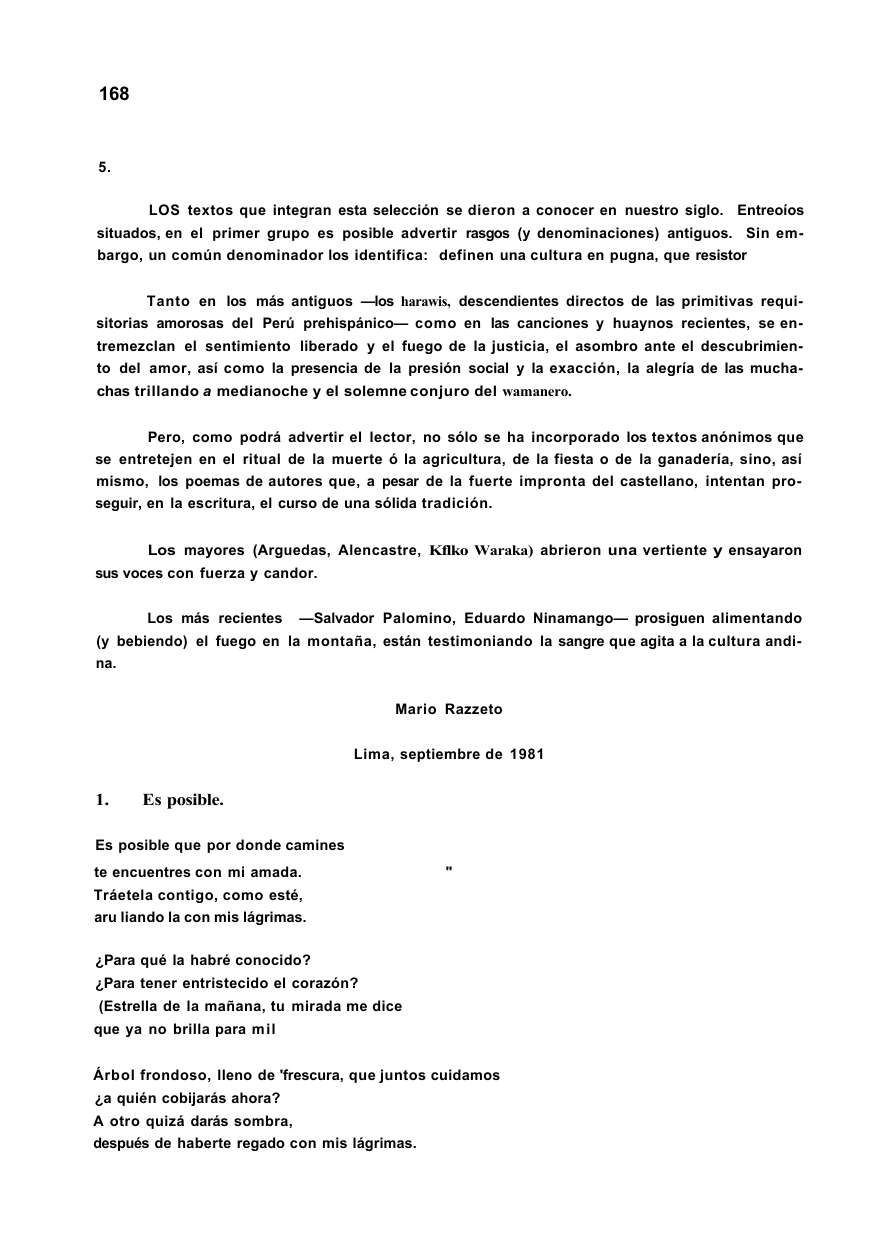 168
5.
LOS textos que integran esta selección se dieron a conocer en nuestro siglo. Entreoíos
situados, en el primer grupo es posible advertir rasgos (y denominaciones) antiguos. Sin em-
bargo, un común denominador los identifica: definen una cultura en pugna, que resistor
Tanto en los más antiguos —los harawis, descendientes directos de las primitivas requi-
sitorias amorosas del Perú prehispánico— como en las canciones y huaynos recientes, se en-
tremezclan el sentimiento liberado y el fuego de la justicia, el asombro ante el descubrimien-
to del amor, así como la presencia de la presión social y la exacción, la alegría de las mucha-
chas trillando a medianoche y el solemne conjuro del wamanero.
Pero, como podrá advertir el lector, no sólo se ha incorporado los textos anónimos que
se entretejen en el ritual de la muerte ó la agricultura, de la fiesta o de la ganadería, sino, así
mismo, los poemas de autores que, a pesar de la fuerte impronta del castellano, intentan pro-
seguir, en la escritura, el curso de una sólida tradición.
Los mayores (Arguedas, Alencastre, Kflko Waraka) abrieron una vertiente y ensayaron
sus voces con fuerza y candor.
Los más recientes —Salvador Palomino, Eduardo Ninamango— prosiguen alimentando
(y bebiendo) el fuego en la montaña, están testimoniando la sangre que agita a la cultura andi-
na.
Mario Razzeto
Lima, septiembre de 1981
1. Es posible.
Es posible que por donde camines
te encuentres con mi amada. "
Tráetela contigo, como esté,
aru liando la con mis lágrimas.
¿Para qué la habré conocido?
¿Para tener entristecido el corazón?
(Estrella de la mañana, tu mirada me dice
que ya no brilla para mil
Árbol frondoso, lleno de 'frescura, que juntos cuidamos
¿a quién cobijarás ahora?
A otro quizá darás sombra,
después de haberte regado con mis lágrimas.